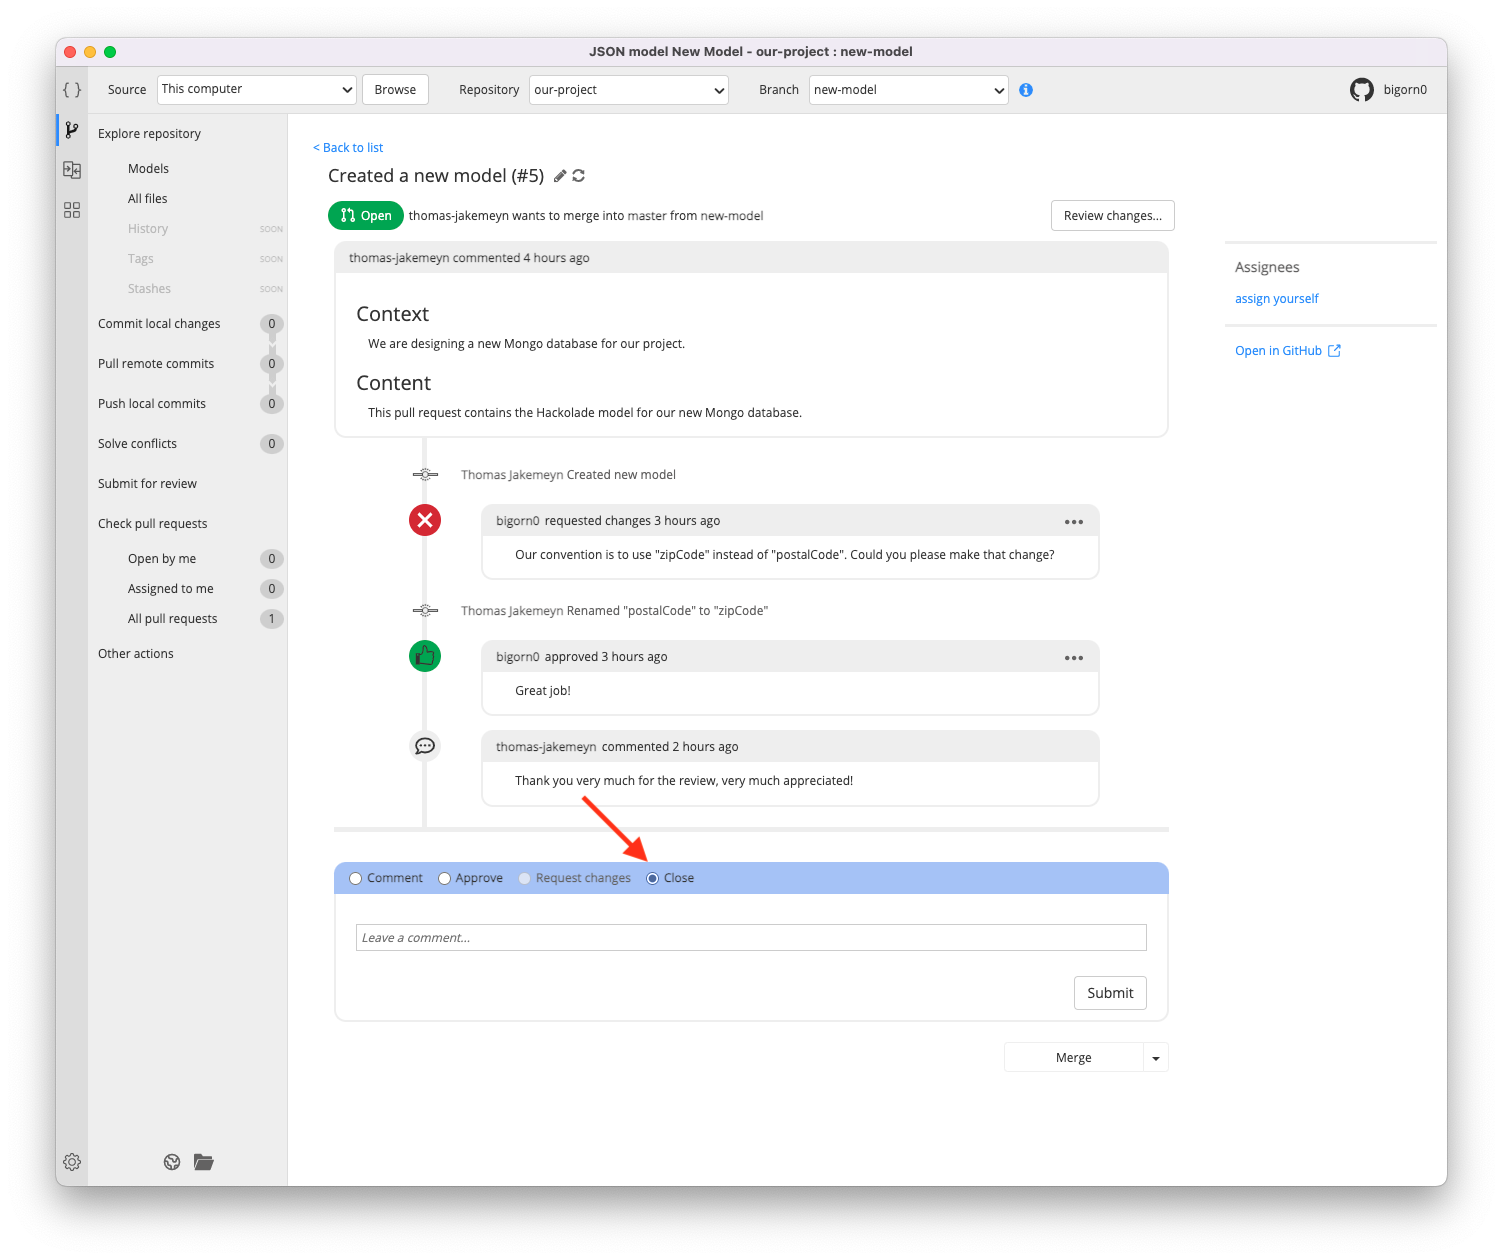 JSON model New Model - our-project : new-model
Source This computer Browse Repository our-project Branch new-model bigorn0
Explore repository
Models
All files
History SOON
Tags SOON
Stashes SOON
Commit local changes 0
Pull remote commits 0
Push local commits 0
Solve conflicts 0
Submit for review
Check pull requests
Open by me 0
Assigned to me 0
All pull requests 1
Other actions
< Back to list
Created a new model (#5)
Open thomas-jakemeyn wants to merge into master from new-model Review changes...
thomas-jakemeyn commented 4 hours ago
Context
We are designing a new Mongo database for our project.
Content
This pull request contains the Hackolade model for our new Mongo database.
Thomas Jakemeyn Created new model
bigorn0 requested changes 3 hours ago
Our convention is to use "zipCode" instead of "postalCode". Could you please make that change?
Thomas Jakemeyn Renamed "postalCode" to "zipCode"
bigorn0 approved 3 hours ago
Great job!
thomas-jakemeyn commented 2 hours ago
Thank you very much for the review, very much appreciated!
Comment Approve Request changes Close
Leave a comment...
Submit
Merge
Assignees
assign yourself
Open in GitHub